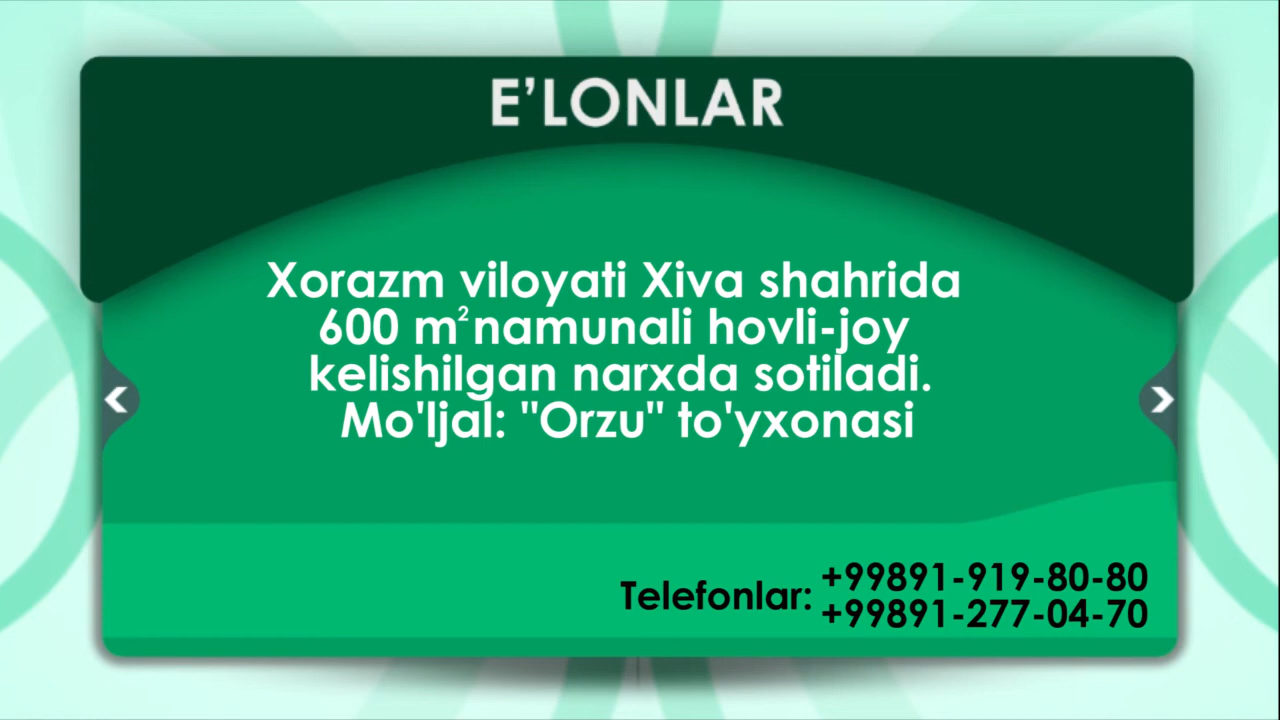 E’LONLAR
Xorazm viloyati Xiva shahrida
600 m² namunali hovli-joy
kelishilgan narxda sotiladi.
Mo'ljal: "Orzu" to'yxonasi
Telefonlar: +99891-919-80-80
+99891-277-04-70